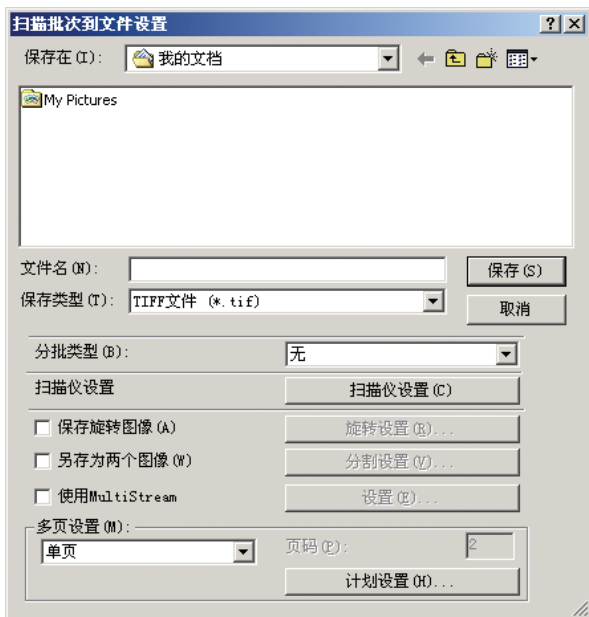 扫描批次到文件设置
保存在(I): 我的文档
My Pictures
文件名(N): 保存(S)
保存类型(T): TIFF文件 (*.tif) 取消
分批类型(B): 无
扫描仪设置 扫描仪设置(C)
保存旋转图像(A) 旋转设置(R)...
另存为两个图像(W) 分割设置(V)...
使用MultiStream 设置(E)...
多页设置(M):
单页 页码(P): 2
计划设置(H)...